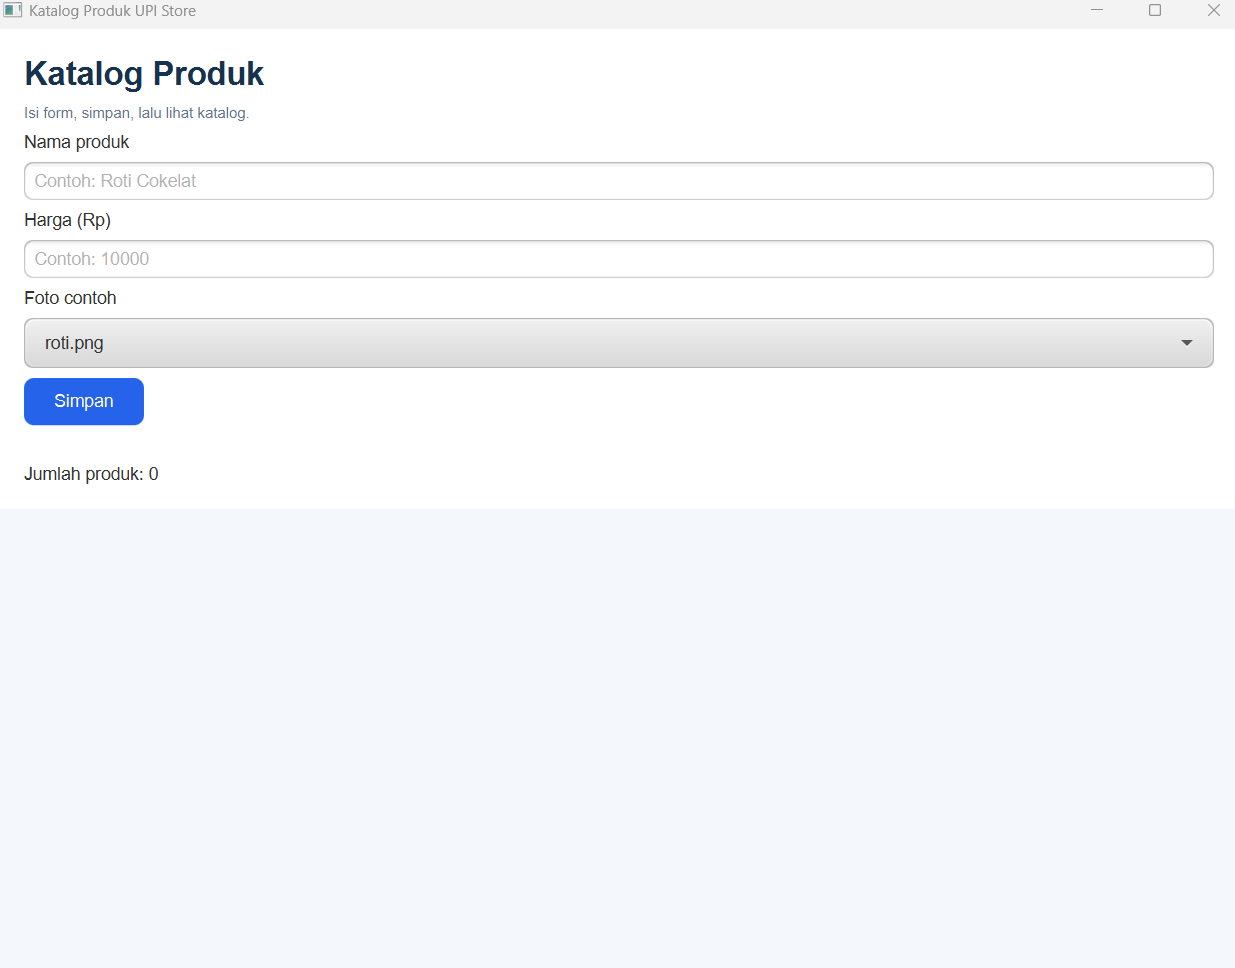 Katalog Produk UPI Store
Katalog Produk
Isi form, simpan, lalu lihat katalog.
Nama produk
Contoh: Roti Cokelat
Harga (Rp)
Contoh: 10000
Foto contoh
roti.png
Simpan
Jumlah produk: 0